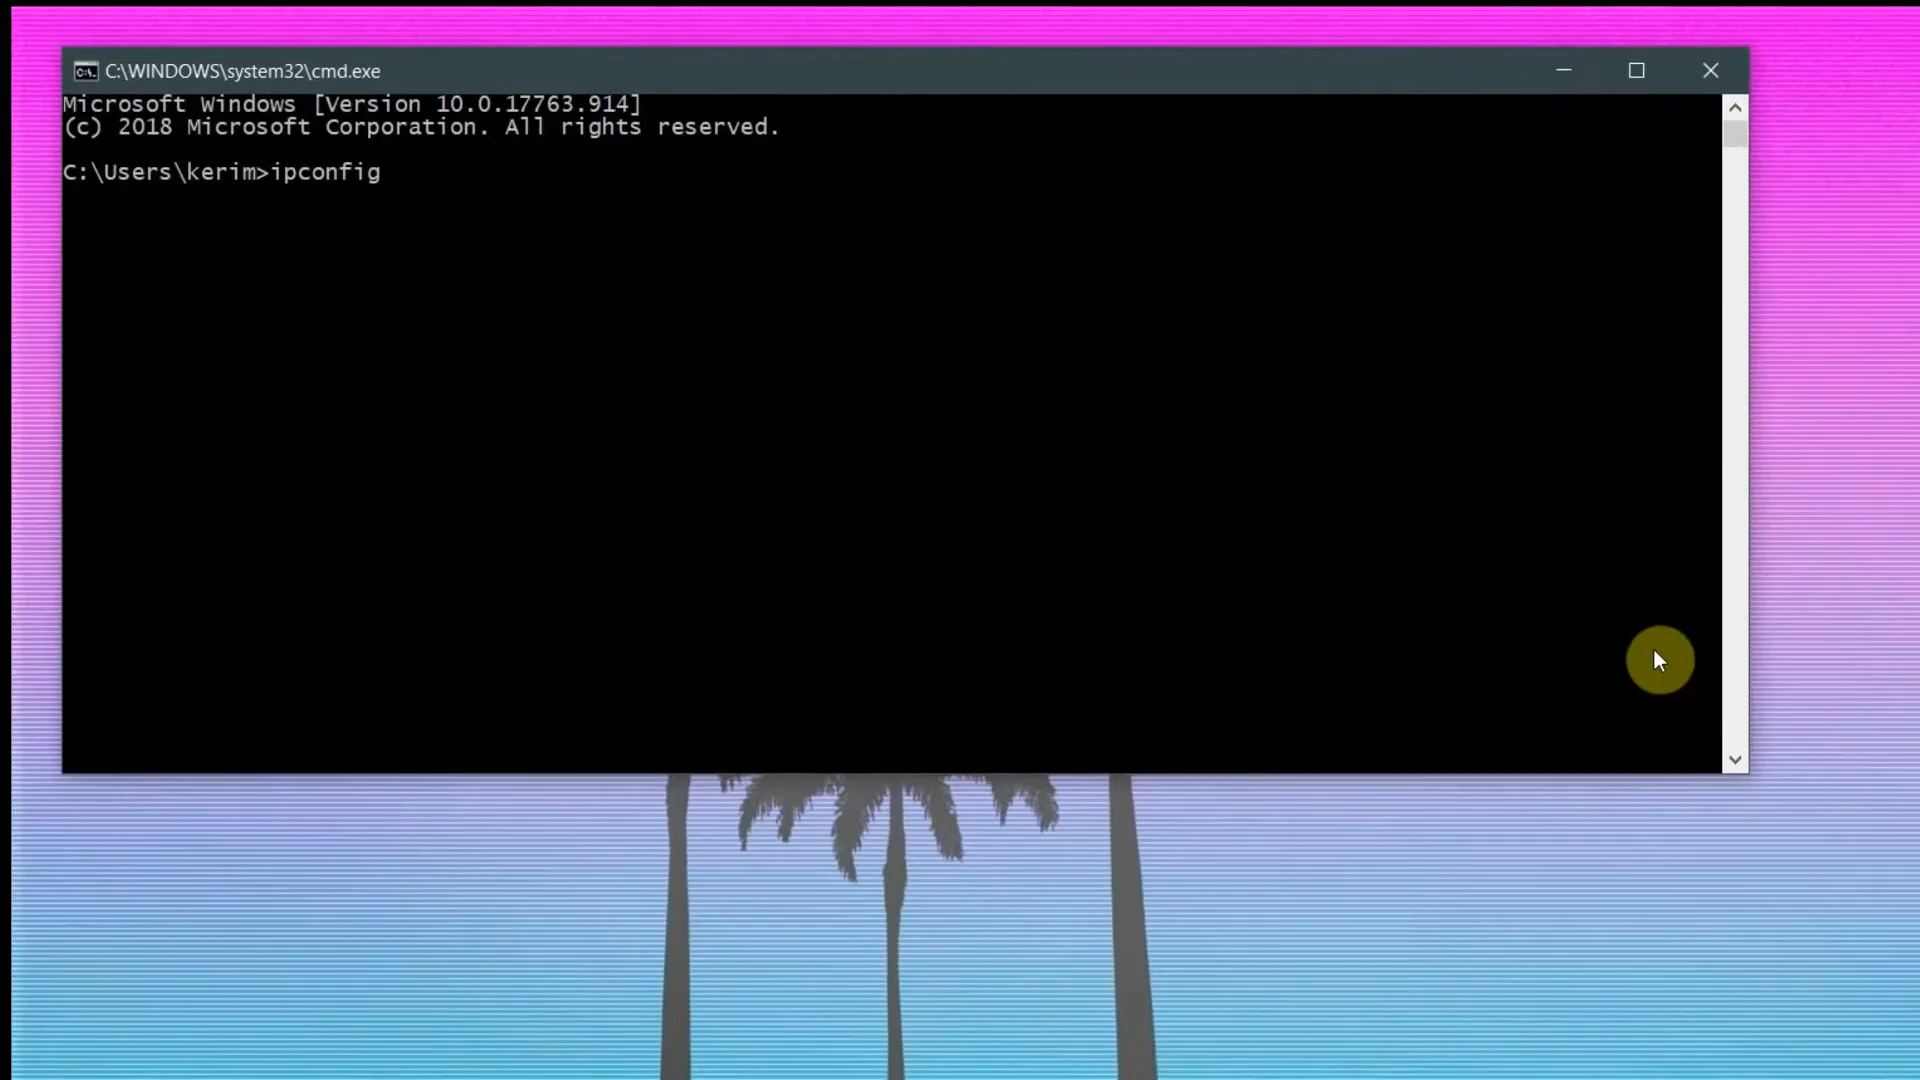 C:\WINDOWS\system32\cmd.exe
Microsoft Windows [Version 10.0.17763.914]
(c) 2018 Microsoft Corporation. All rights reserved.
C:\Users\kerim>ipconfig